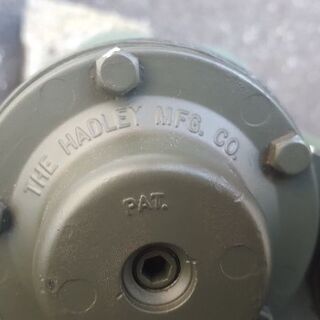 THE HADLEY MFG. CO.
PAT.